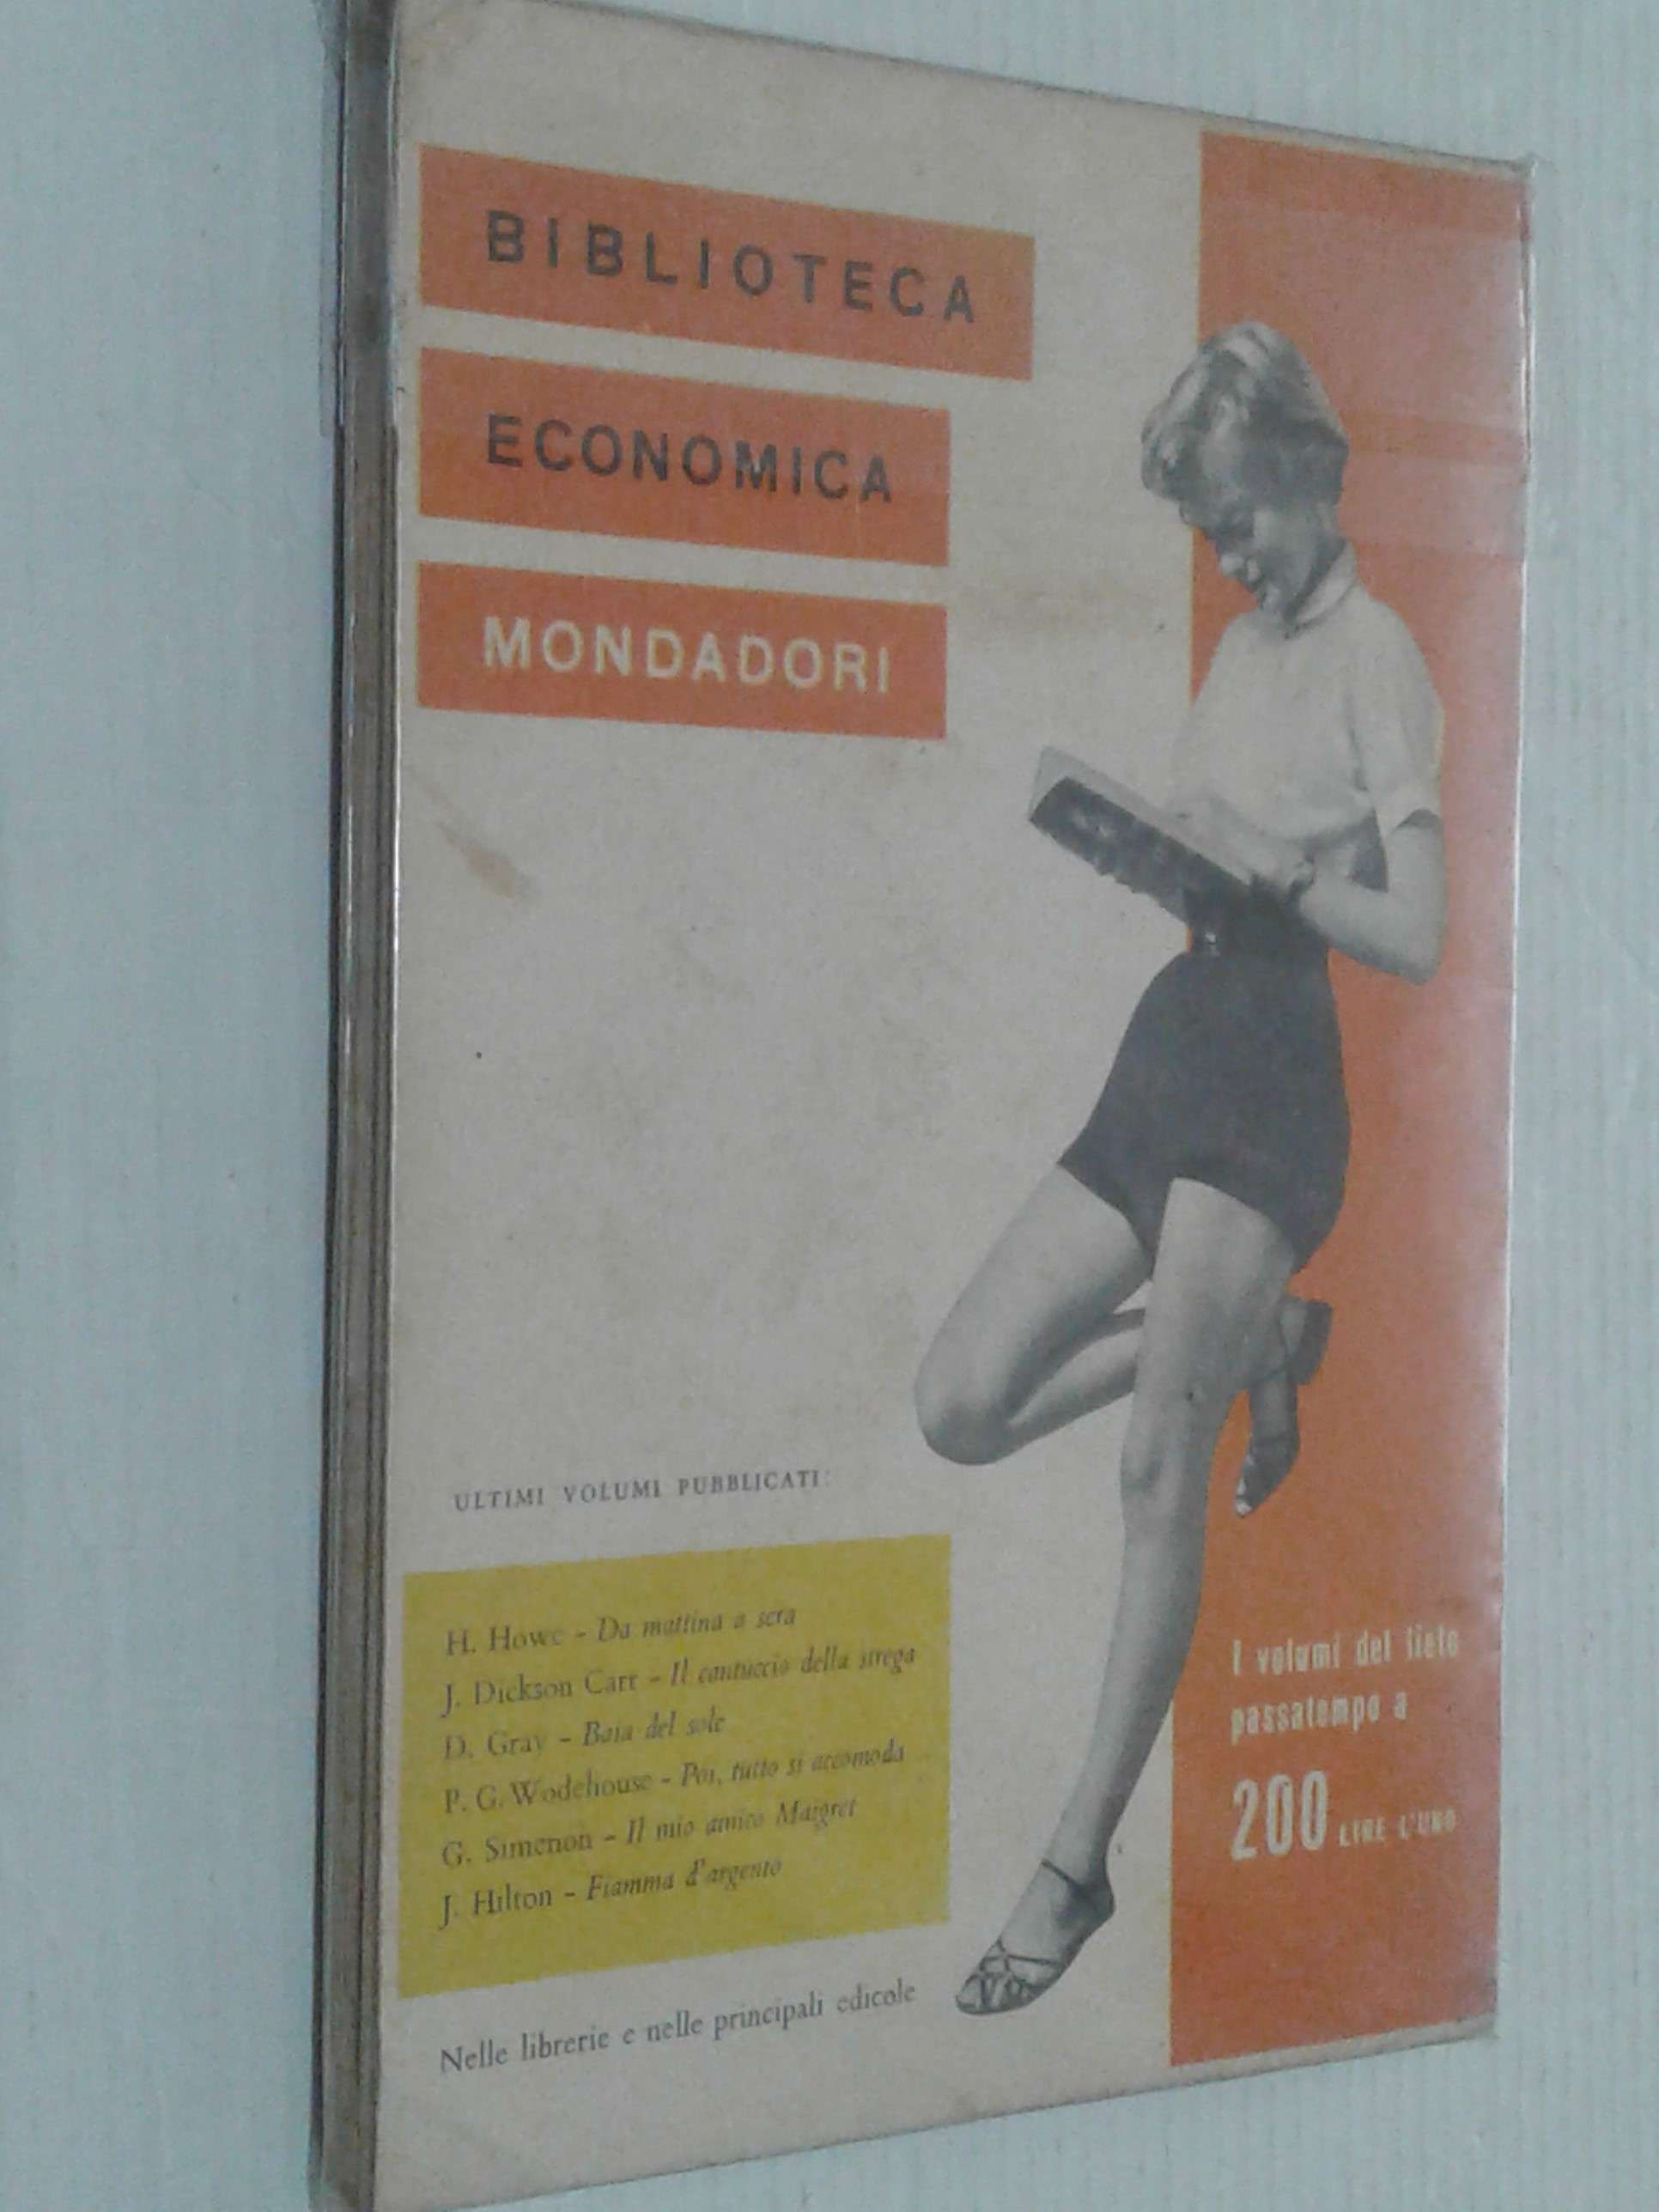 BIBLIOTECA
ECONOMICA
MONDADORI
ULTIMI VOLUMI PUBBLICATI:
H. Howe - Da mattina a sera
J. Dickson Carr - Il cantuccio della strega
D. Gray - Baia del sole
P. G. Wodehouse - Poi, tutto si accomoda
G. Simenon - Il mio amico Maigret
J. Hilton - Fiamma d'argento
Nelle librerie e nelle principali edicole
I volumi del lieto
passatempo a
200 LIRE L'UNO